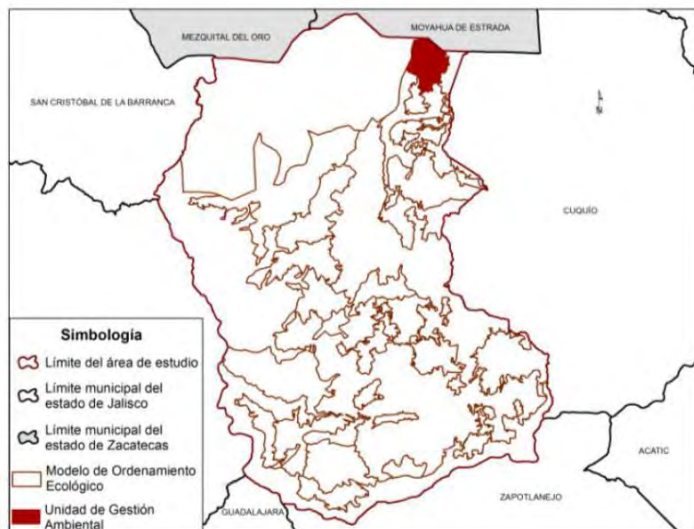 MEZQUITAL DEL ORO
MOYAHUA DE ESTRADA
SAN CRISTÓBAL DE LA BARRANCA
N
CUQUÍO
Simbología
Límite del área de estudio
Límite municipal del
estado de Jalisco
Límite municipal del
estado de Zacatecas
Modelo de Ordenamiento
Ecológico
Unidad de Gestión
Ambiental
GUADALAJARA
ZAPOTLANEJO
ACATIC